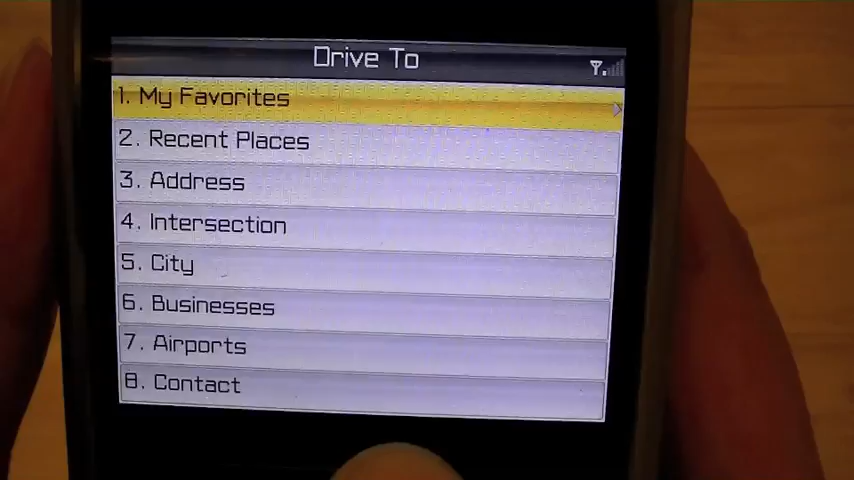 Drive To
1. My Favorites
2. Recent Places
3. Address
4. Intersection
5. City
6. Businesses
7. Airports
8. Contact